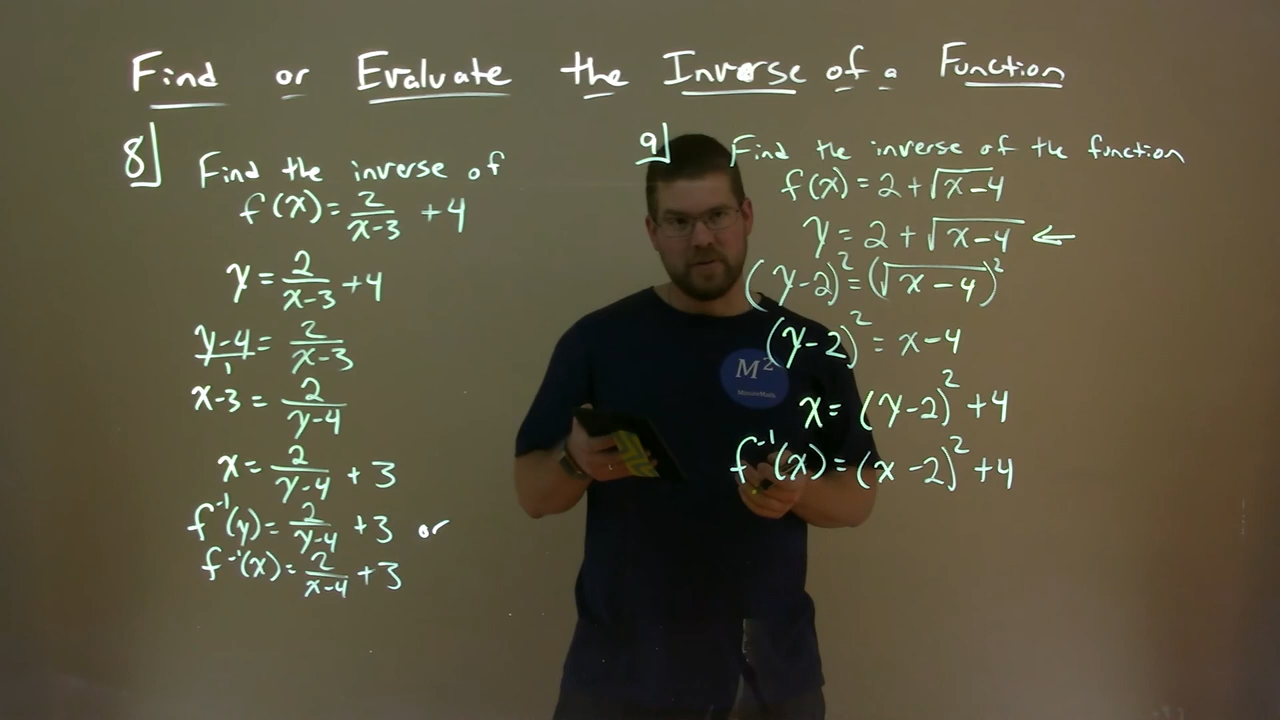 Find or Evaluate the Inverse of a Function
8]
Find the inverse of
f(x) = 2/(x-3) + 4
y = 2/(x-3) + 4
(y-4)/1 = 2/(x-3)
x-3 = 2/(y-4)
x = 2/(y-4) + 3
f⁻¹(y) = 2/(y-4) + 3 or
f⁻¹(x) = 2/(x-4) + 3
9]
Find the inverse of the function
f(x) = 2 + √(x-4)
y = 2 + √(x-4) ←
(y-2)² = (√(x-4))²
(y-2)² = x-4
x = (y-2)² + 4
f⁻¹(x) = (x-2)² + 4
M²
MinuteMath